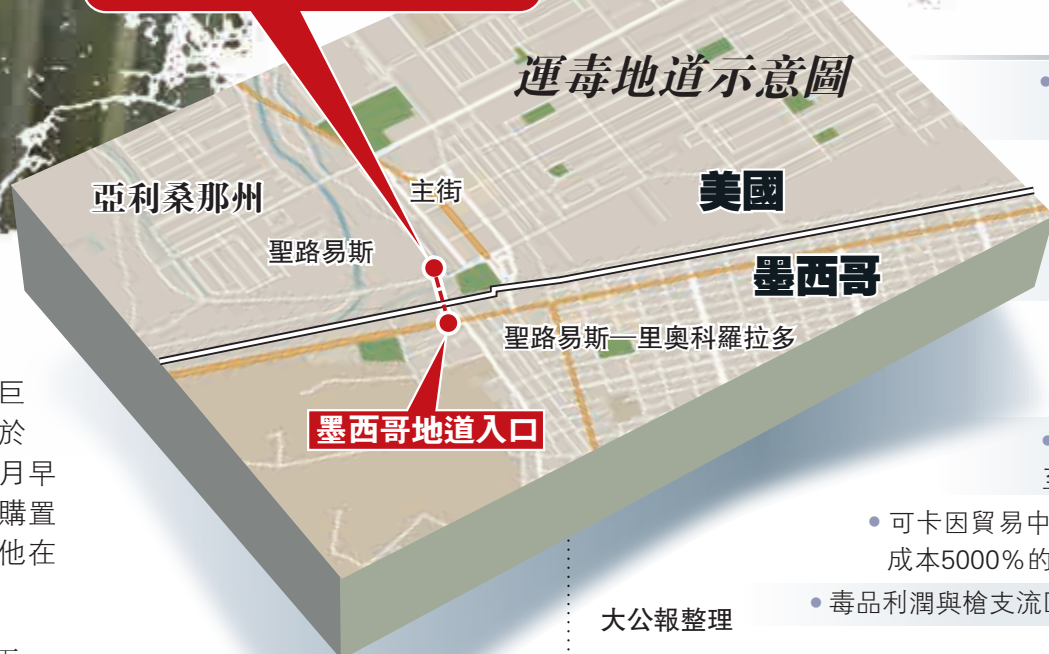 運毒地道示意圖
亞利桑那州
主街
美國
聖路易斯
墨西哥
聖路易斯—里奧科羅拉多
墨西哥地道入口
巨
於
月早
購置
他在
• 可卡因貿易中
成本5000%的
• 毒品利潤與槍支流
大公報整理